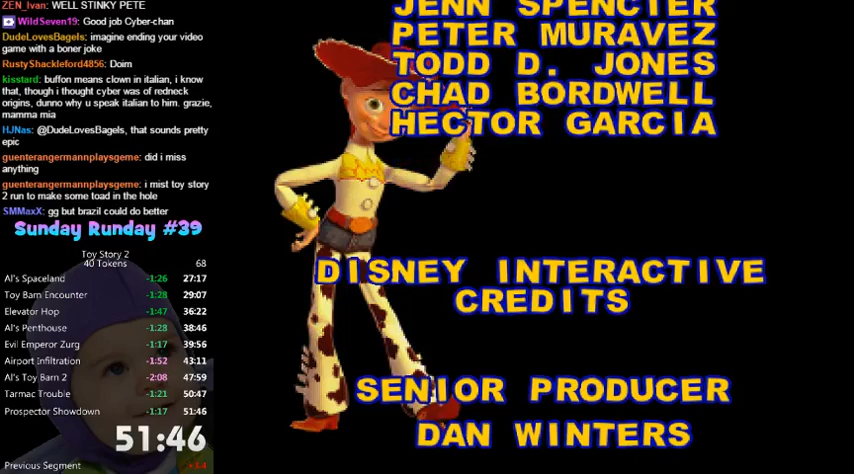 ZEN_Ivan: WELL STINKY PETE
WildSeven19: Good job Cyber-chan
DudeLovesBagels: imagine ending your video
game with a boner joke
RustyShackleford4856: Doim
kisstard: buffon means clown in italian, i know
that, though i thought cyber was of redneck
origins, dunno why u speak italian to him. grazie,
mamma mia
HJNas: @DudeLovesBagels, that sounds pretty
epic
guenterangermannplaysgeme: did i miss
anything
guenterangermannplaysgeme: i mist toy story
2 run to make some toad in the hole
SMMaxX: gg but brazil could do better
Sunday Runday #39
Toy Story 2
40 Tokens 68
Al's Spaceland -1:26 27:17
Toy Barn Encounter -1:28 29:07
Elevator Hop -1:47 36:22
Al's Penthouse -1:28 38:46
Evil Emperor Zurg -1:17 39:56
Airport Infiltration -1:52 43:11
Al's Toy Barn 2 -2:08 47:59
Tarmac Trouble -1:21 50:47
Prospector Showdown -1:17 51:46
51:46
Previous Segment
JENN SPENCTER
PETER MURAVEZ
TODD D. JONES
CHAD BORDWELL
HECTOR GARCIA
DISNEY INTERACTIVE
CREDITS
SENIOR PRODUCER
DAN WINTERS